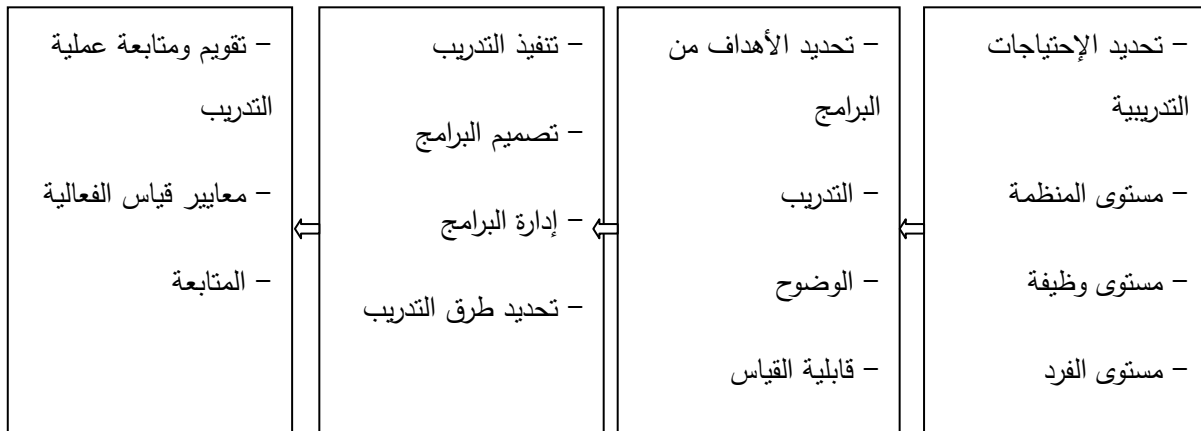 – تحديد الإحتياجات
التدريبية
– مستوى المنظمة
– مستوى وظيفة
– مستوى الفرد
– تحديد الأهداف من
البرامج
– التدريب
– الوضوح
– قابلية القياس
– تنفيذ التدريب
– تصميم البرامج
– إدارة البرامج
– تحديد طرق التدريب
– تقويم ومتابعة عملية
التدريب
– معايير قياس الفعالية
– المتابعة